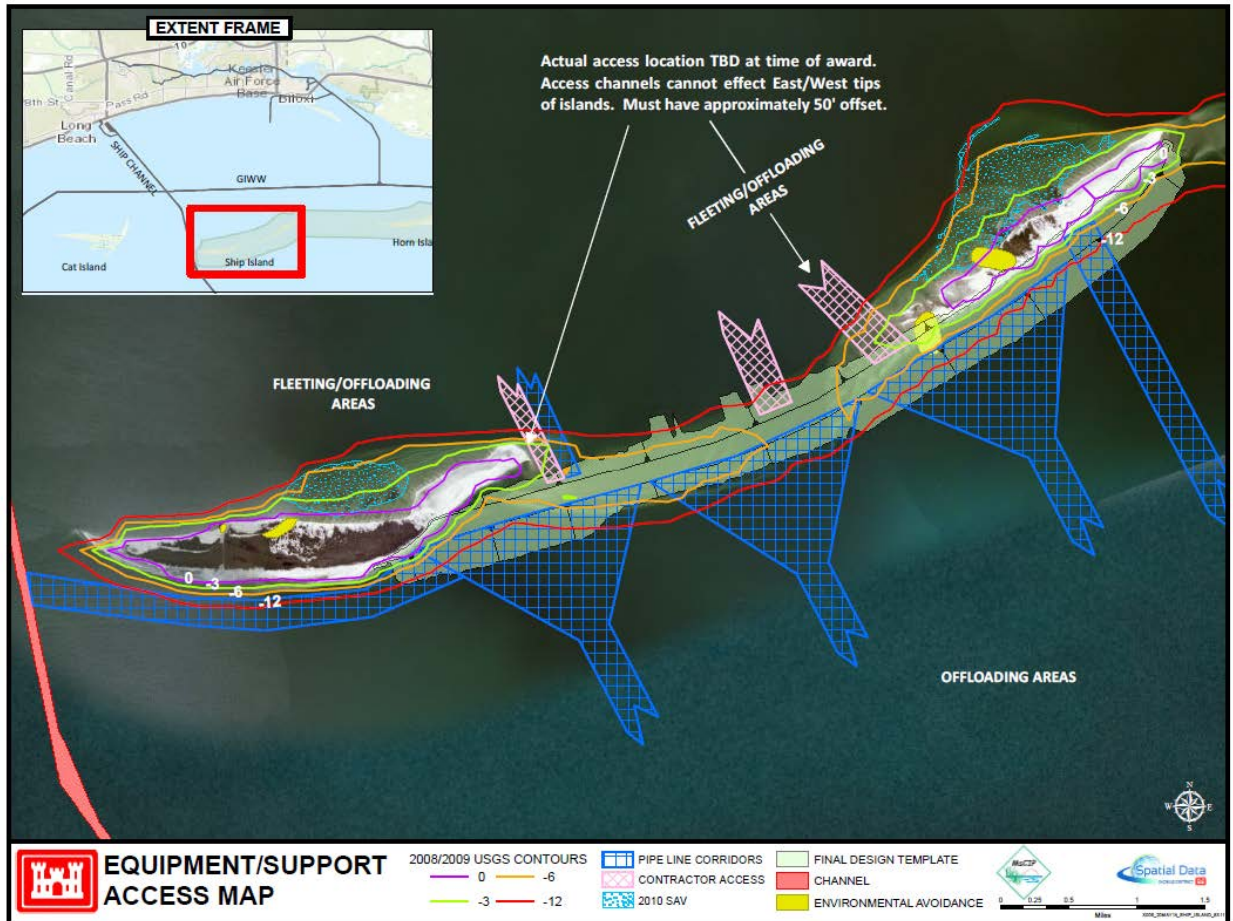 EXTENT FRAME
10
Canal Rd
8th St
Pass Rd
Keesler
Air Force
Base
Biloxi
Long
Beach
SHIP CHANNEL
GIWW
Cat Island
Ship Island
Horn Isla
Actual access location TBD at time of award.
Access channels cannot effect East/West tips
of islands. Must have approximately 50' offset.
FLEETING/OFFLOADING
AREAS
0
-3
-6
-12
FLEETING/OFFLOADING
AREAS
0
-3
-6
-12
OFFLOADING AREAS
N
W E
S
EQUIPMENT/SUPPORT
ACCESS MAP
2008/2009 USGS CONTOURS
0 -6
-3 -12
PIPE LINE CORRIDORS
CONTRACTOR ACCESS
2010 SAV
FINAL DESIGN TEMPLATE
CHANNEL
ENVIRONMENTAL AVOIDANCE
MsCIP
Spatial Data
0 0.25 0.5 1 1.5
Miles